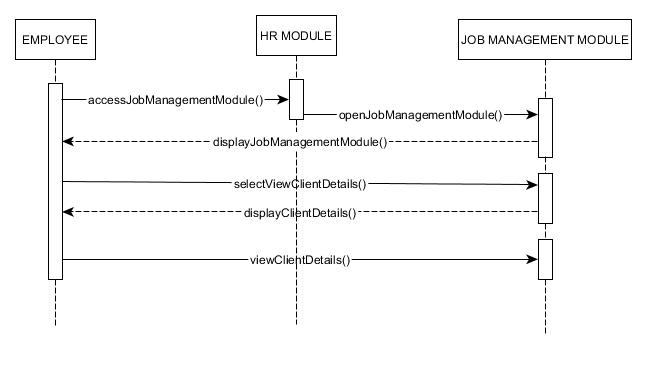 EMPLOYEE
HR MODULE
JOB MANAGEMENT MODULE
accessJobManagementModule()
openJobManagementModule()
displayJobManagementModule()
selectViewClientDetails()
displayClientDetails()
viewClientDetails()